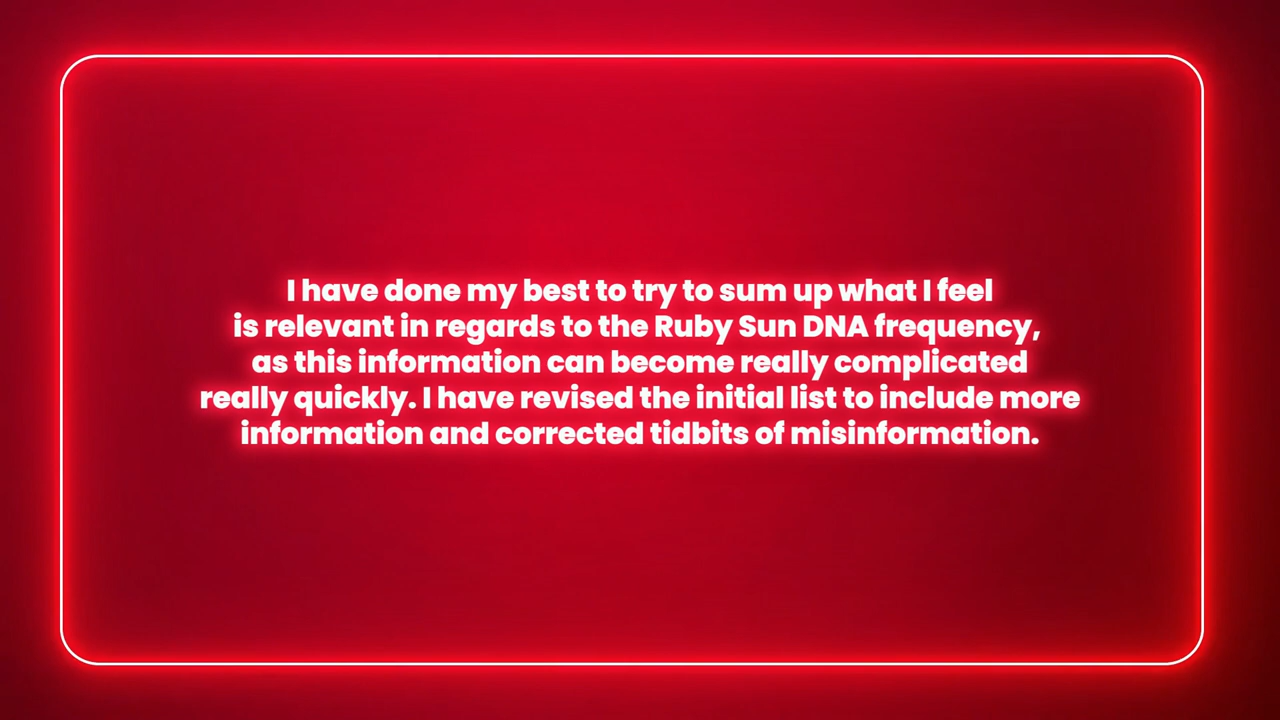 I have done my best to try to sum up what I feel
is relevant in regards to the Ruby Sun DNA frequency,
as this information can become really complicated
really quickly. I have revised the initial list to include more
information and corrected tidbits of misinformation.